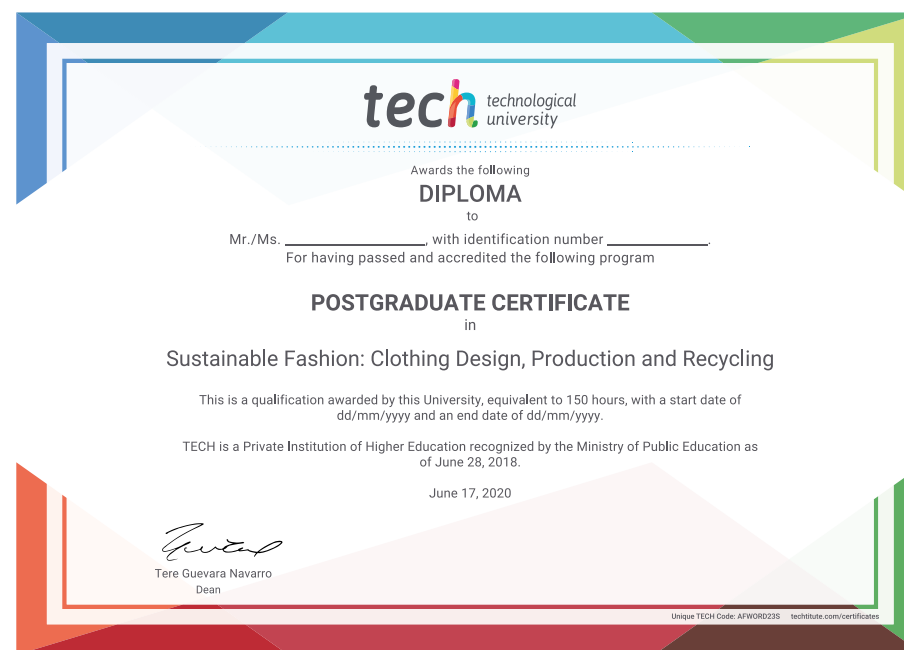 tech technological
university
Awards the following
DIPLOMA
to
Mr./Ms. ____________, with identification number ____________.
For having passed and accredited the following program
POSTGRADUATE CERTIFICATE
in
Sustainable Fashion: Clothing Design, Production and Recycling
This is a qualification awarded by this University, equivalent to 150 hours, with a start date of
dd/mm/yyyy and an end date of dd/mm/yyyy.
TECH is a Private Institution of Higher Education recognized by the Ministry of Public Education as
of June 28, 2018.
June 17, 2020
Tere Guevara Navarro
Dean
Unique TECH Code: AFWORD23S techtitute.com/certificates